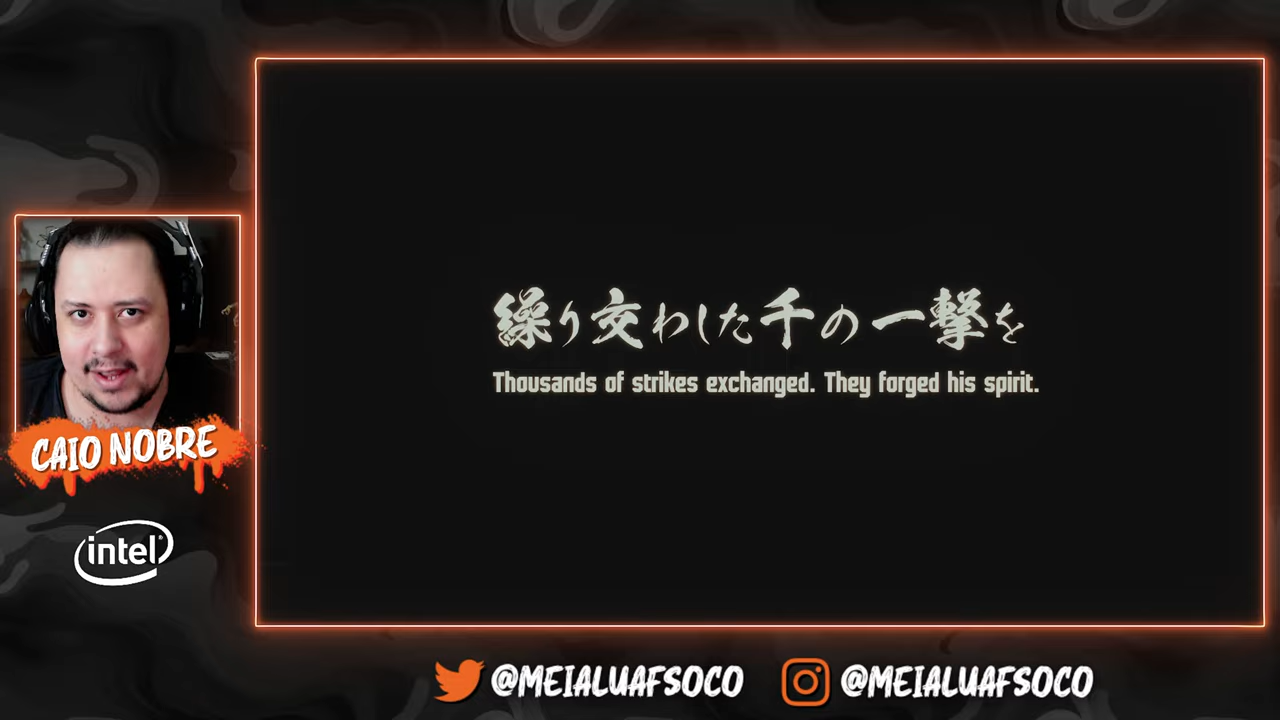 繰り交わした千の一撃を
Thousands of strikes exchanged. They forged his spirit.
CAIO NOBRE
intel
@MEIALUAFSOCO @MEIALUAFSOCO